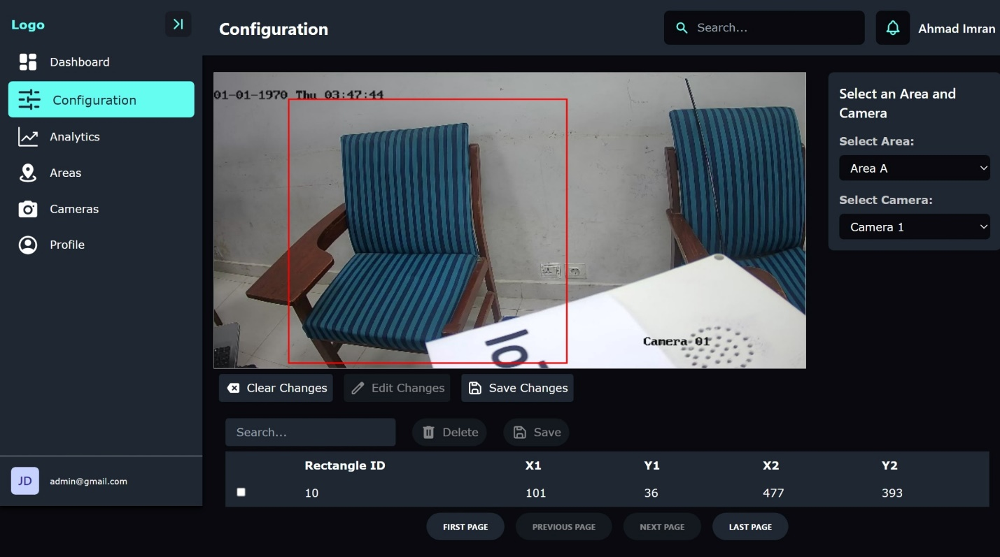 Logo
Configuration
Search...
Ahmad Imran
Dashboard
Configuration
Analytics
Areas
Cameras
Profile
JD
admin@gmail.com
01-01-1970 Thu 03:47:44
Camera 01
Select an Area and
Camera
Select Area:
Area A
Select Camera:
Camera 1
Clear Changes
Edit Changes
Save Changes
Search...
Delete
Save
Rectangle ID X1 Y1 X2 Y2
10 101 36 477 393
FIRST PAGE
PREVIOUS PAGE
NEXT PAGE
LAST PAGE